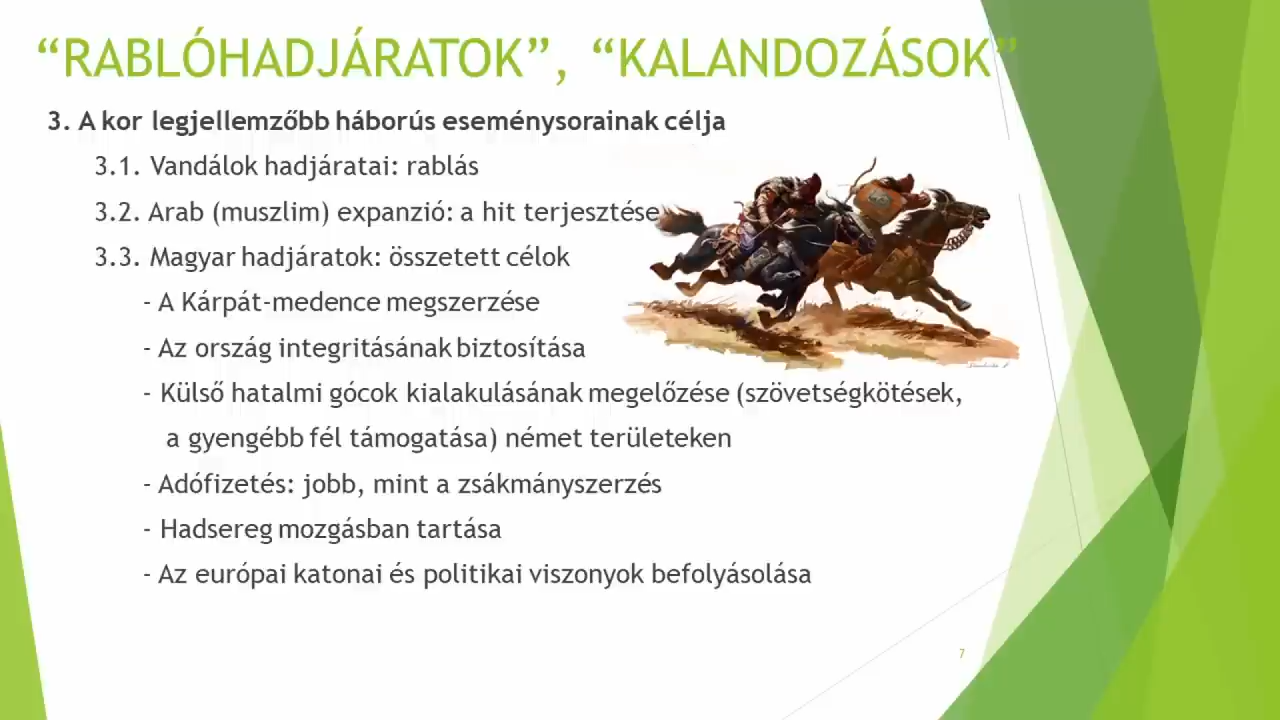 “RABLÓHADJÁRATOK”, “KALANDOZÁSOK”
3. A kor legjellemzőbb háborús eseménysorainak célja
3.1. Vandálok hadjáratai: rablás
3.2. Arab (muszlim) expanzió: a hit terjesztése
3.3. Magyar hadjáratok: összetett célok
- A Kárpát-medence megszerzése
- Az ország integritásának biztosítása
- Külső hatalmi gócok kialakulásának megelőzése (szövetségkötések,
a gyengébb fél támogatása) német területeken
- Adófizetés: jobb, mint a zsákmányszerzés
- Hadsereg mozgásban tartása
- Az európai katonai és politikai viszonyok befolyásolása
7